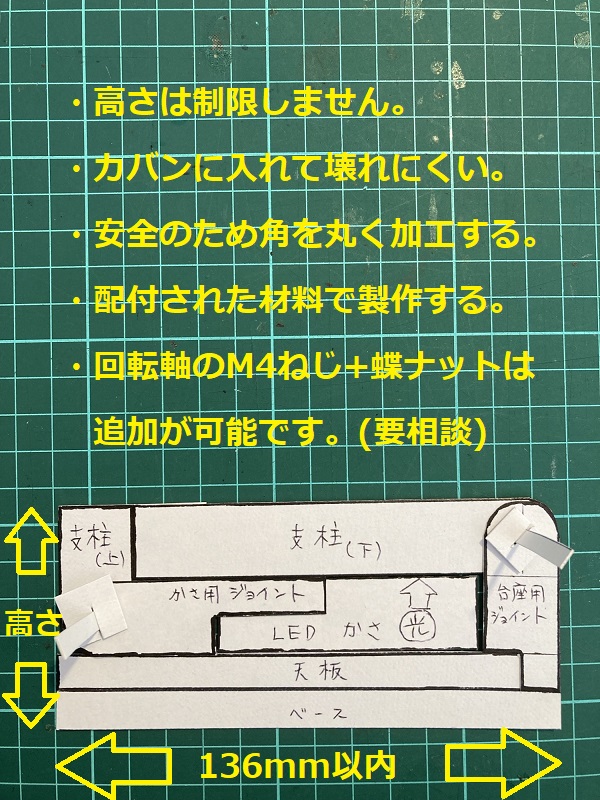 ・高さは制限しません。
・カバンに入れて壊れにくい。
・安全のため角を丸く加工する。
・配付された材料で製作する。
・回転軸のM4ねじ+蝶ナットは
追加が可能です。(要相談)
支柱(上)
支柱(下)
かさ用 ジョイント
台座用
ジョイント
LED かさ 光
高さ
天板
ベース
136mm以内